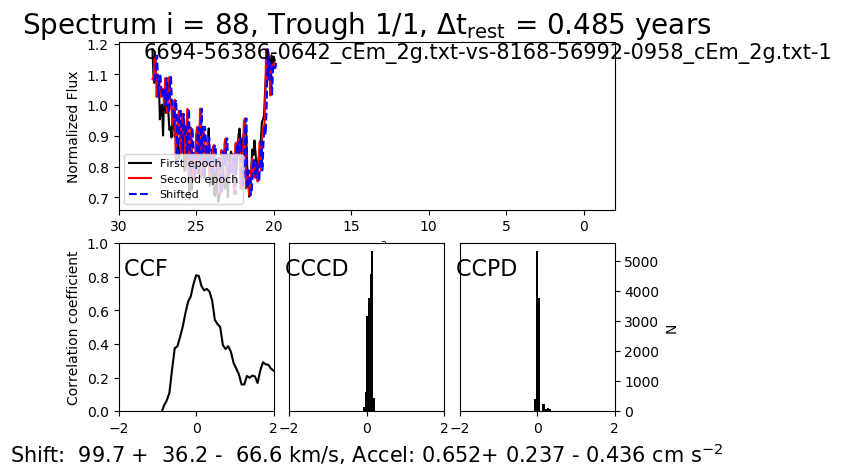 Spectrum i = 88, Trough 1/1, Δt_rest = 0.485 years
6694-56386-0642_cEm_2g.txt-vs-8168-56992-0958_cEm_2g.txt-1
Normalized Flux
1.2
1.1
1.0
0.9
0.8
0.7
First epoch
Second epoch
Shifted
30 25 20 15 10 5 0
Correlation coefficient
1.0
0.8
0.6
0.4
0.2
0.0
CCF
CCCD
CCPD
5000
4000
3000
2000
1000
0
N
−2 0 2 −2 0 2 −2 0 2
Shift: 99.7 + 36.2 - 66.6 km/s, Accel: 0.652+ 0.237 - 0.436 cm s⁻²